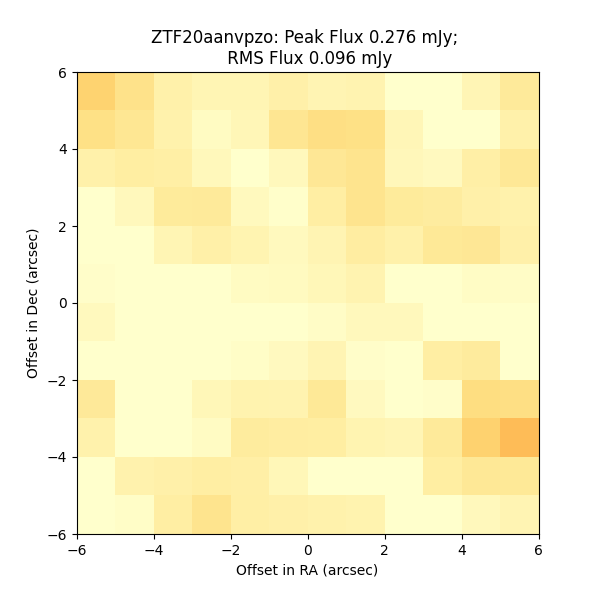 ZTF20aanvpzo: Peak Flux 0.276 mJy;
RMS Flux 0.096 mJy
6
4
2
0
−2
−4
−6
Offset in Dec (arcsec)
−6 −4 −2 0 2 4 6
Offset in RA (arcsec)